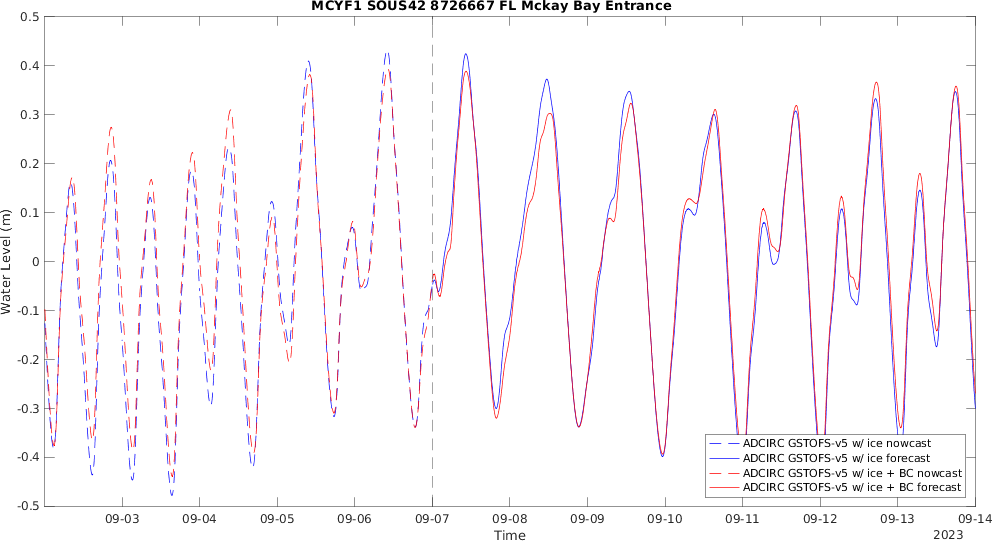 MCYF1 SOUS42 8726667 FL Mckay Bay Entrance
0.5
0.4
0.3
0.2
0.1
0
-0.1
-0.2
-0.3
-0.4
-0.5
Water Level (m)
ADCIRC GSTOFS-v5 w/ ice nowcast
ADCIRC GSTOFS-v5 w/ ice forecast
ADCIRC GSTOFS-v5 w/ ice + BC nowcast
ADCIRC GSTOFS-v5 w/ ice + BC forecast
09-03 09-04 09-05 09-06 09-07 09-08 09-09 09-10 09-11 09-12 09-13 09-14
Time
2023